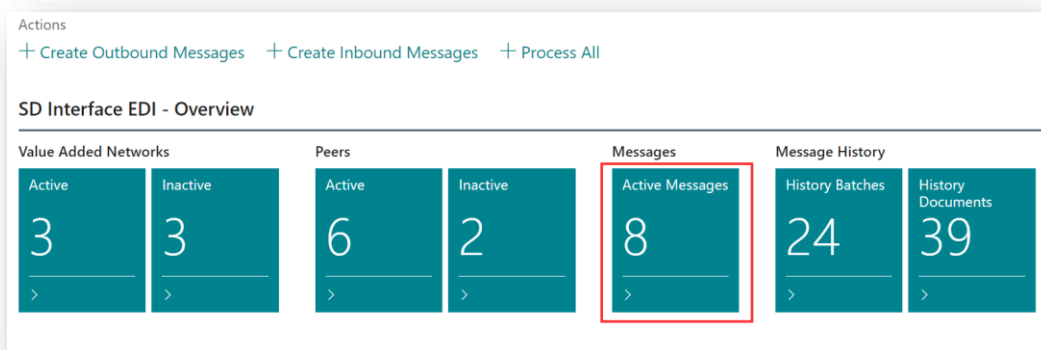 Actions
+ Create Outbound Messages + Create Inbound Messages + Process All
SD Interface EDI - Overview
Value Added Networks Peers Messages Message History
Active Inactive Active Inactive Active Messages History Batches History
Documents
3 3 6 2 8 24 39